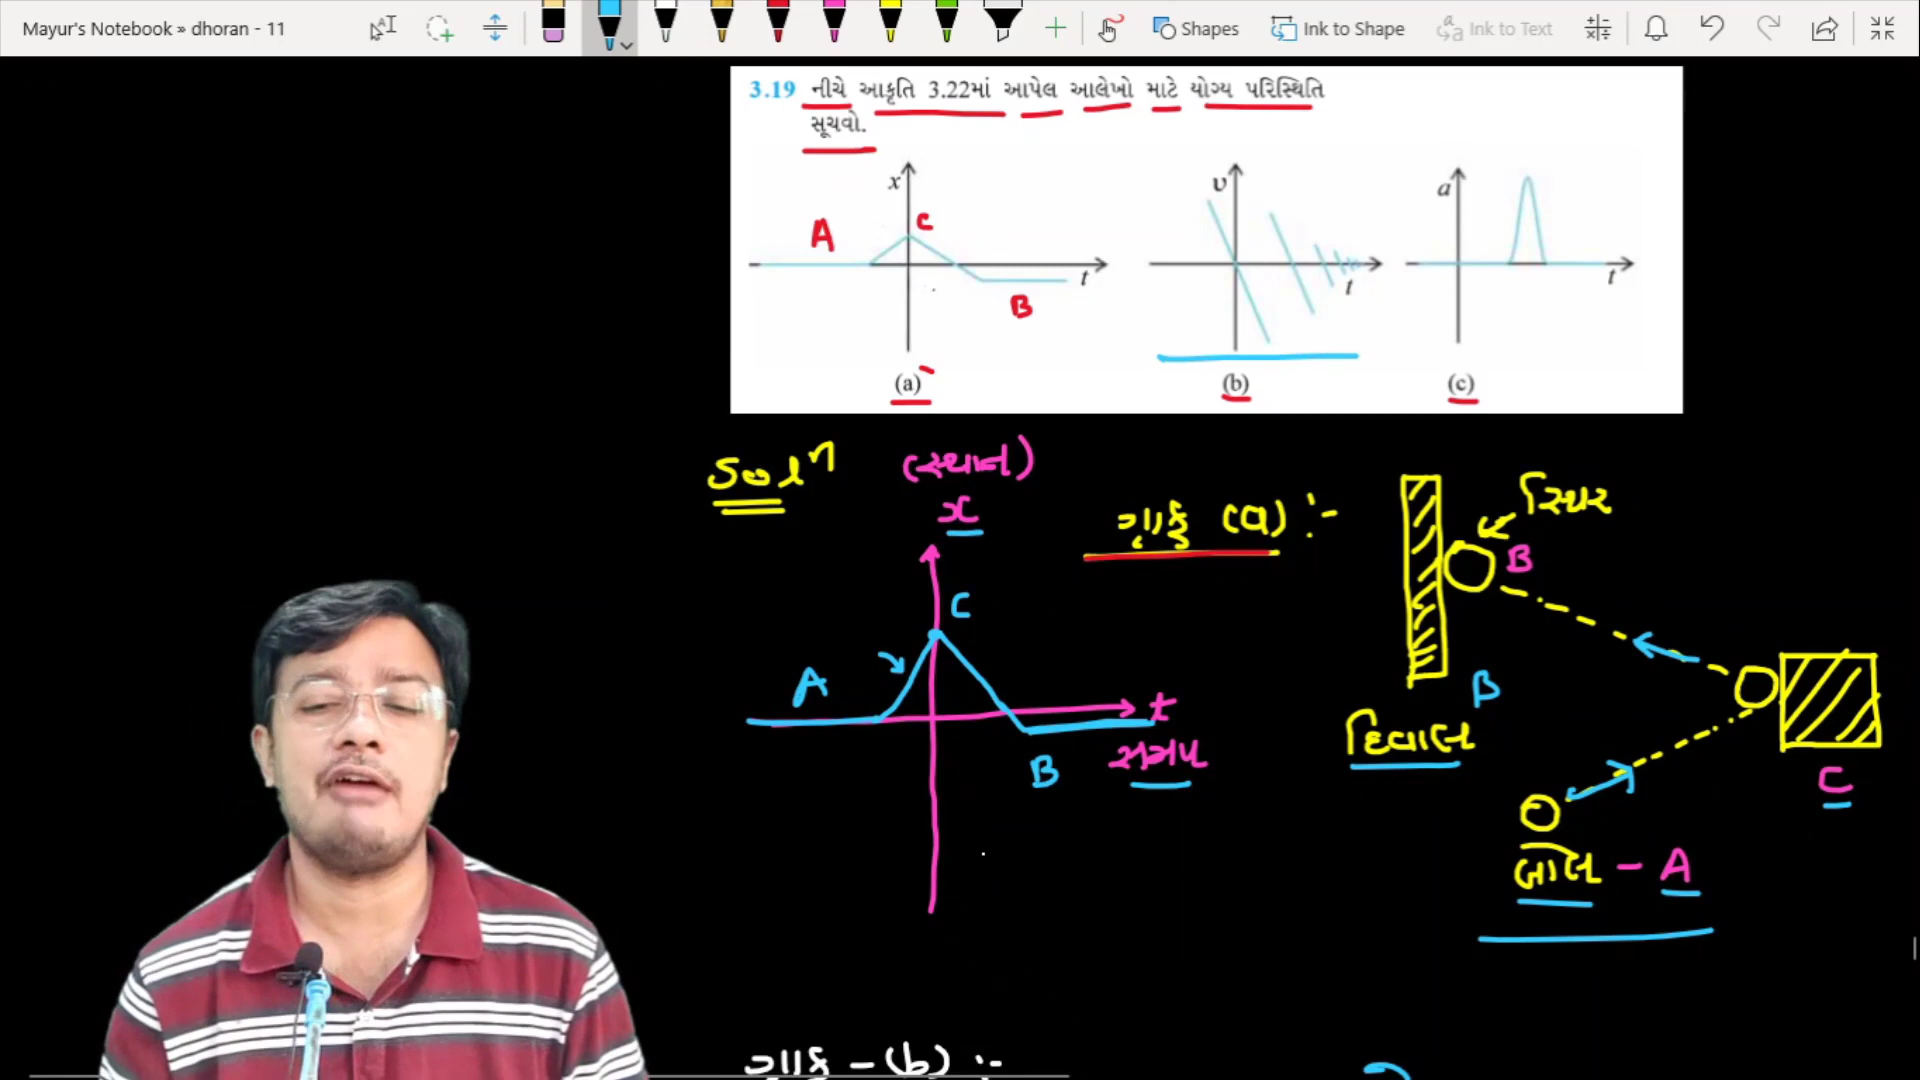 Mayur's Notebook » dhoran - 11
Shapes
Ink to Shape
Ink to Text
3.19 નીચે આકૃતિ 3.22માં આપેલ આલેખો માટે યોગ્ય પરિસ્થિતિ
સૂચવો.
x
A
C
t
B
(a)
υ
t
(b)
a
t
(c)
Solⁿ
(સ્થાન)
x
ગ્રાફ (a) :-
C
A
t
સમય
B
સ્થિર
B
B
દિવાલ
C
બોલ - A
ગ્રાફ - (b) :-